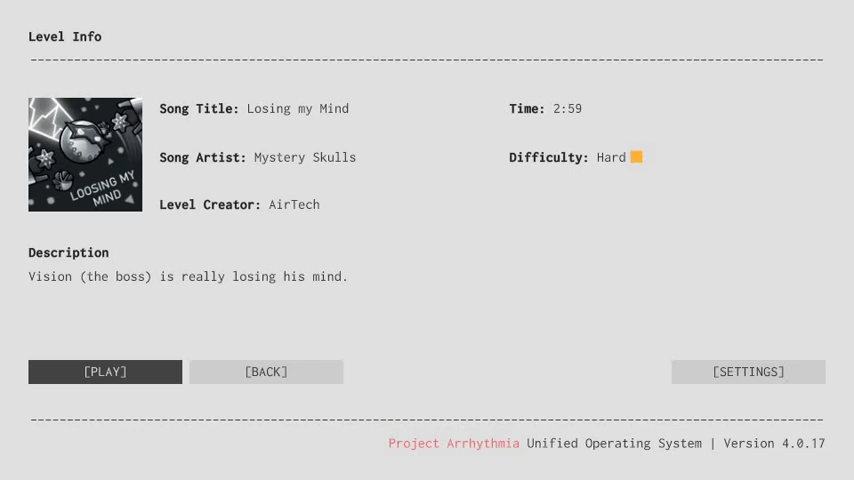 Level Info
Song Title: Losing my Mind
Time: 2:59
LOOSING MY
MIND
Song Artist: Mystery Skulls
Difficulty: Hard
Level Creator: AirTech
Description
Vision (the boss) is really losing his mind.
[PLAY]
[BACK]
[SETTINGS]
Project Arrhythmia Unified Operating System | Version 4.0.17